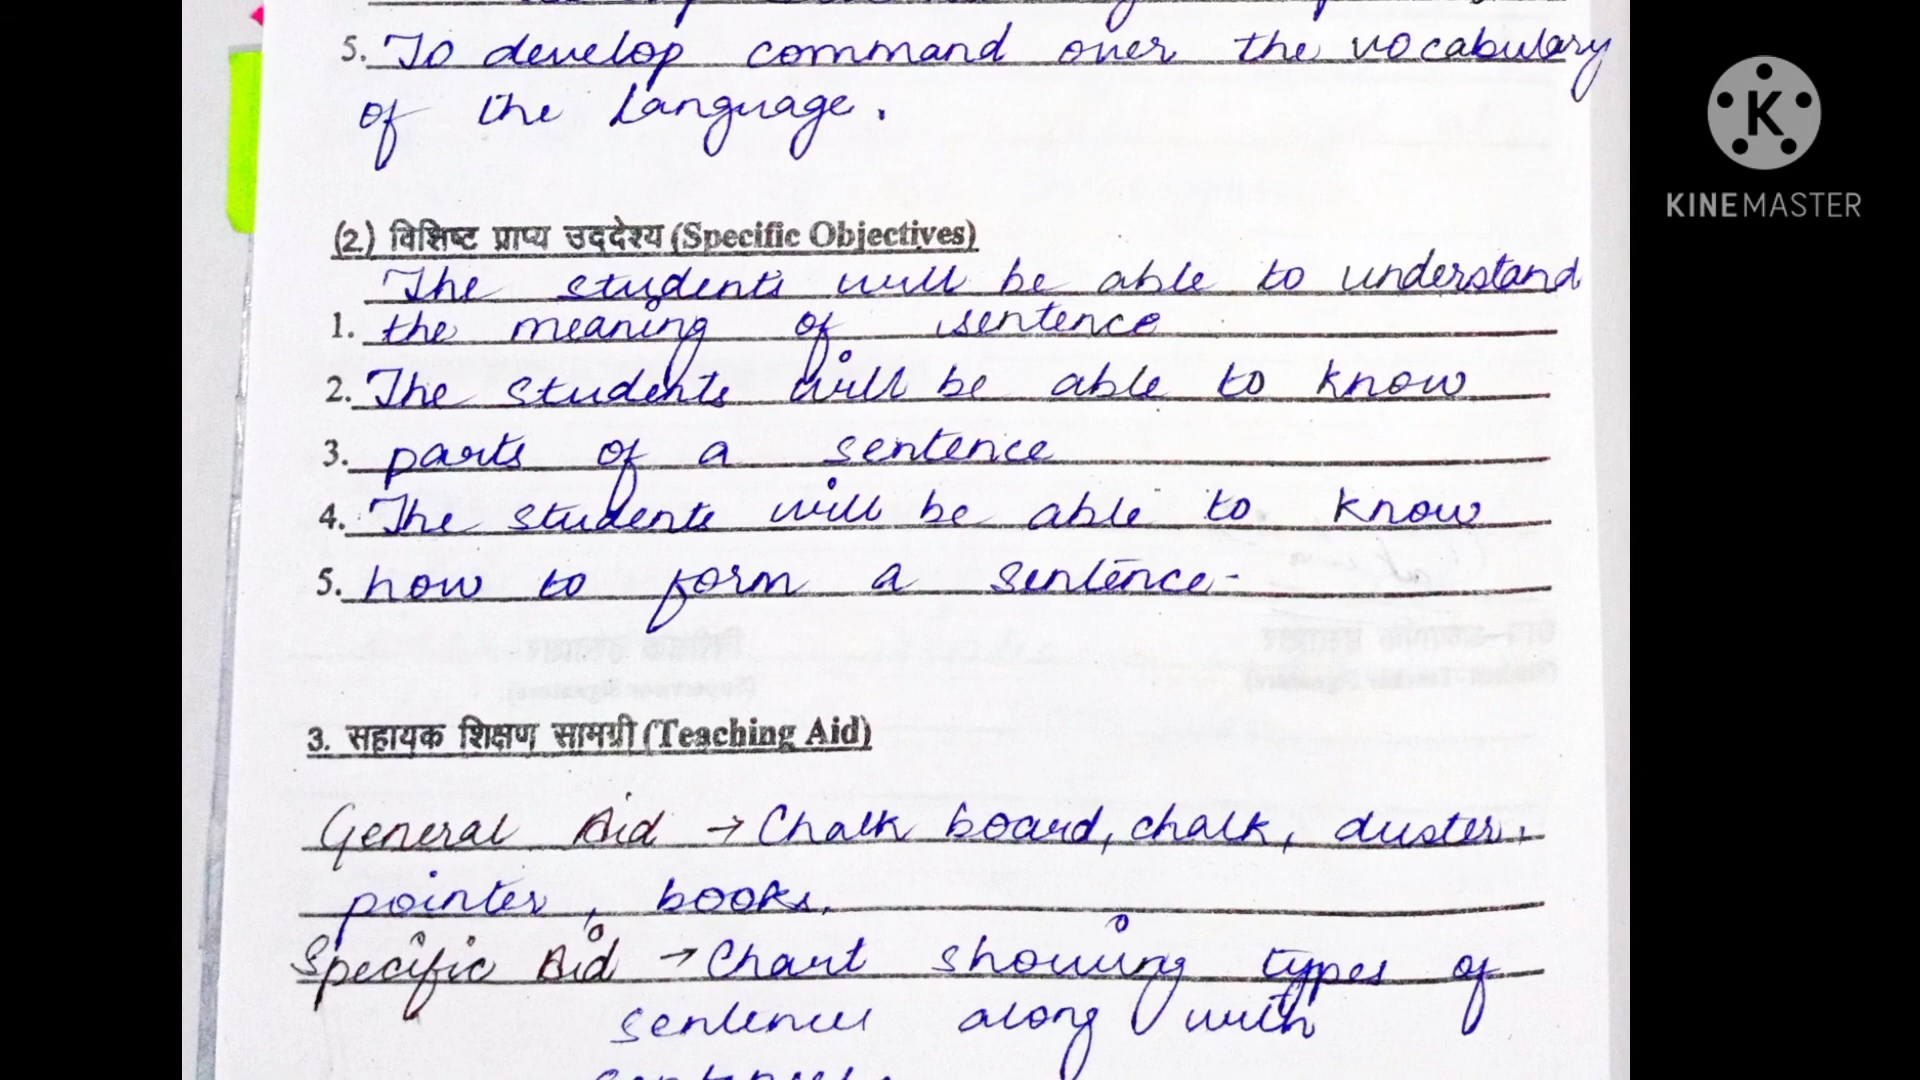 5. To develop command over the vocabulary
of the language.
(2) विशिष्ट प्राप्य उद्देश्य (Specific Objectives)
The students will be able to understand
1. the meaning of sentence
2. The students will be able to know
3. parts of a sentence
4. The students will be able to know
5. how to form a sentence-
3. सहायक शिक्षण सामग्री (Teaching Aid)
General Aid → Chalk board, chalk, duster,
pointer, books.
Specific Aid → Chart showing types of
sentences along with
K
KINEMASTER